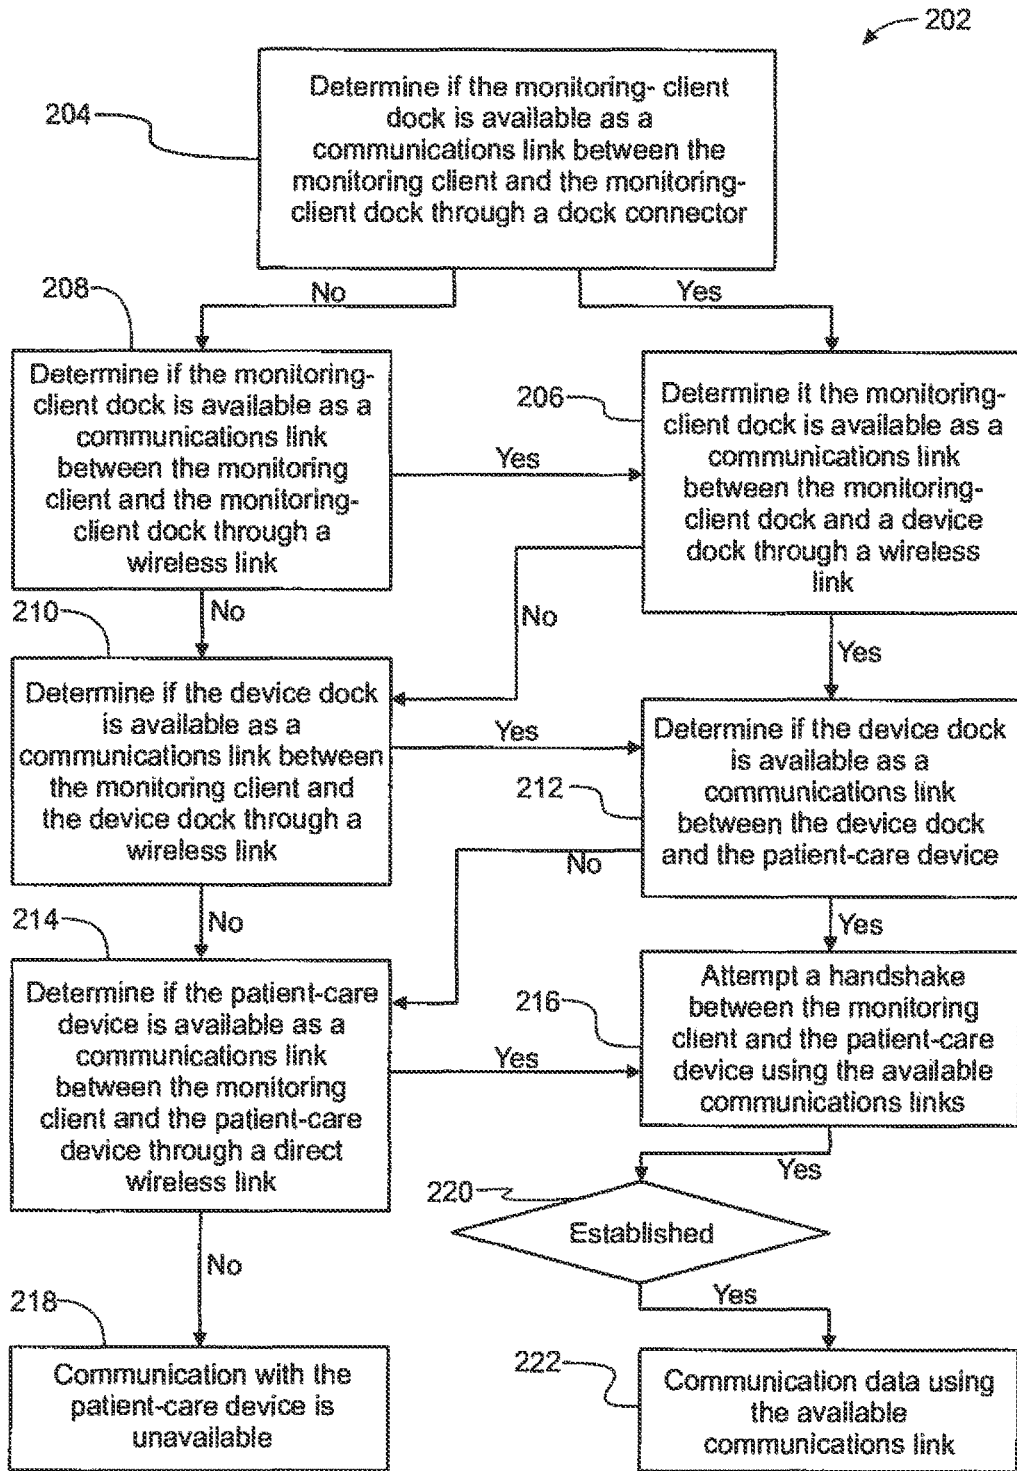 202
204
Determine if the monitoring- client
dock is available as a
communications link between the
monitoring client and the monitoring-
client dock through a dock connector
No
Yes
208
Determine if the monitoring-
client dock is available as a
communications link
between the monitoring
client and the monitoring-
client dock through a
wireless link
Yes
206
Determine it the monitoring-
client dock is available as a
communications link
between the monitoring-
client dock and a device
dock through a wireless
link
No
No
Yes
210
Determine if the device dock
is available as a
communications link between
the monitoring client and
the device dock through a
wireless link
Yes
212
Determine if the device dock
is available as a
communications link
between the device dock
and the patient-care device
No
No
Yes
214
Determine if the patient-care
device is available as a
communications link
between the monitoring
client and the patient-care
device through a direct
wireless link
Yes
216
Attempt a handshake
between the monitoring
client and the patient-care
device using the available
communications links
Yes
220
Established
No
Yes
218
Communication with the
patient-care device is
unavailable
222
Communication data using
the available
communications link